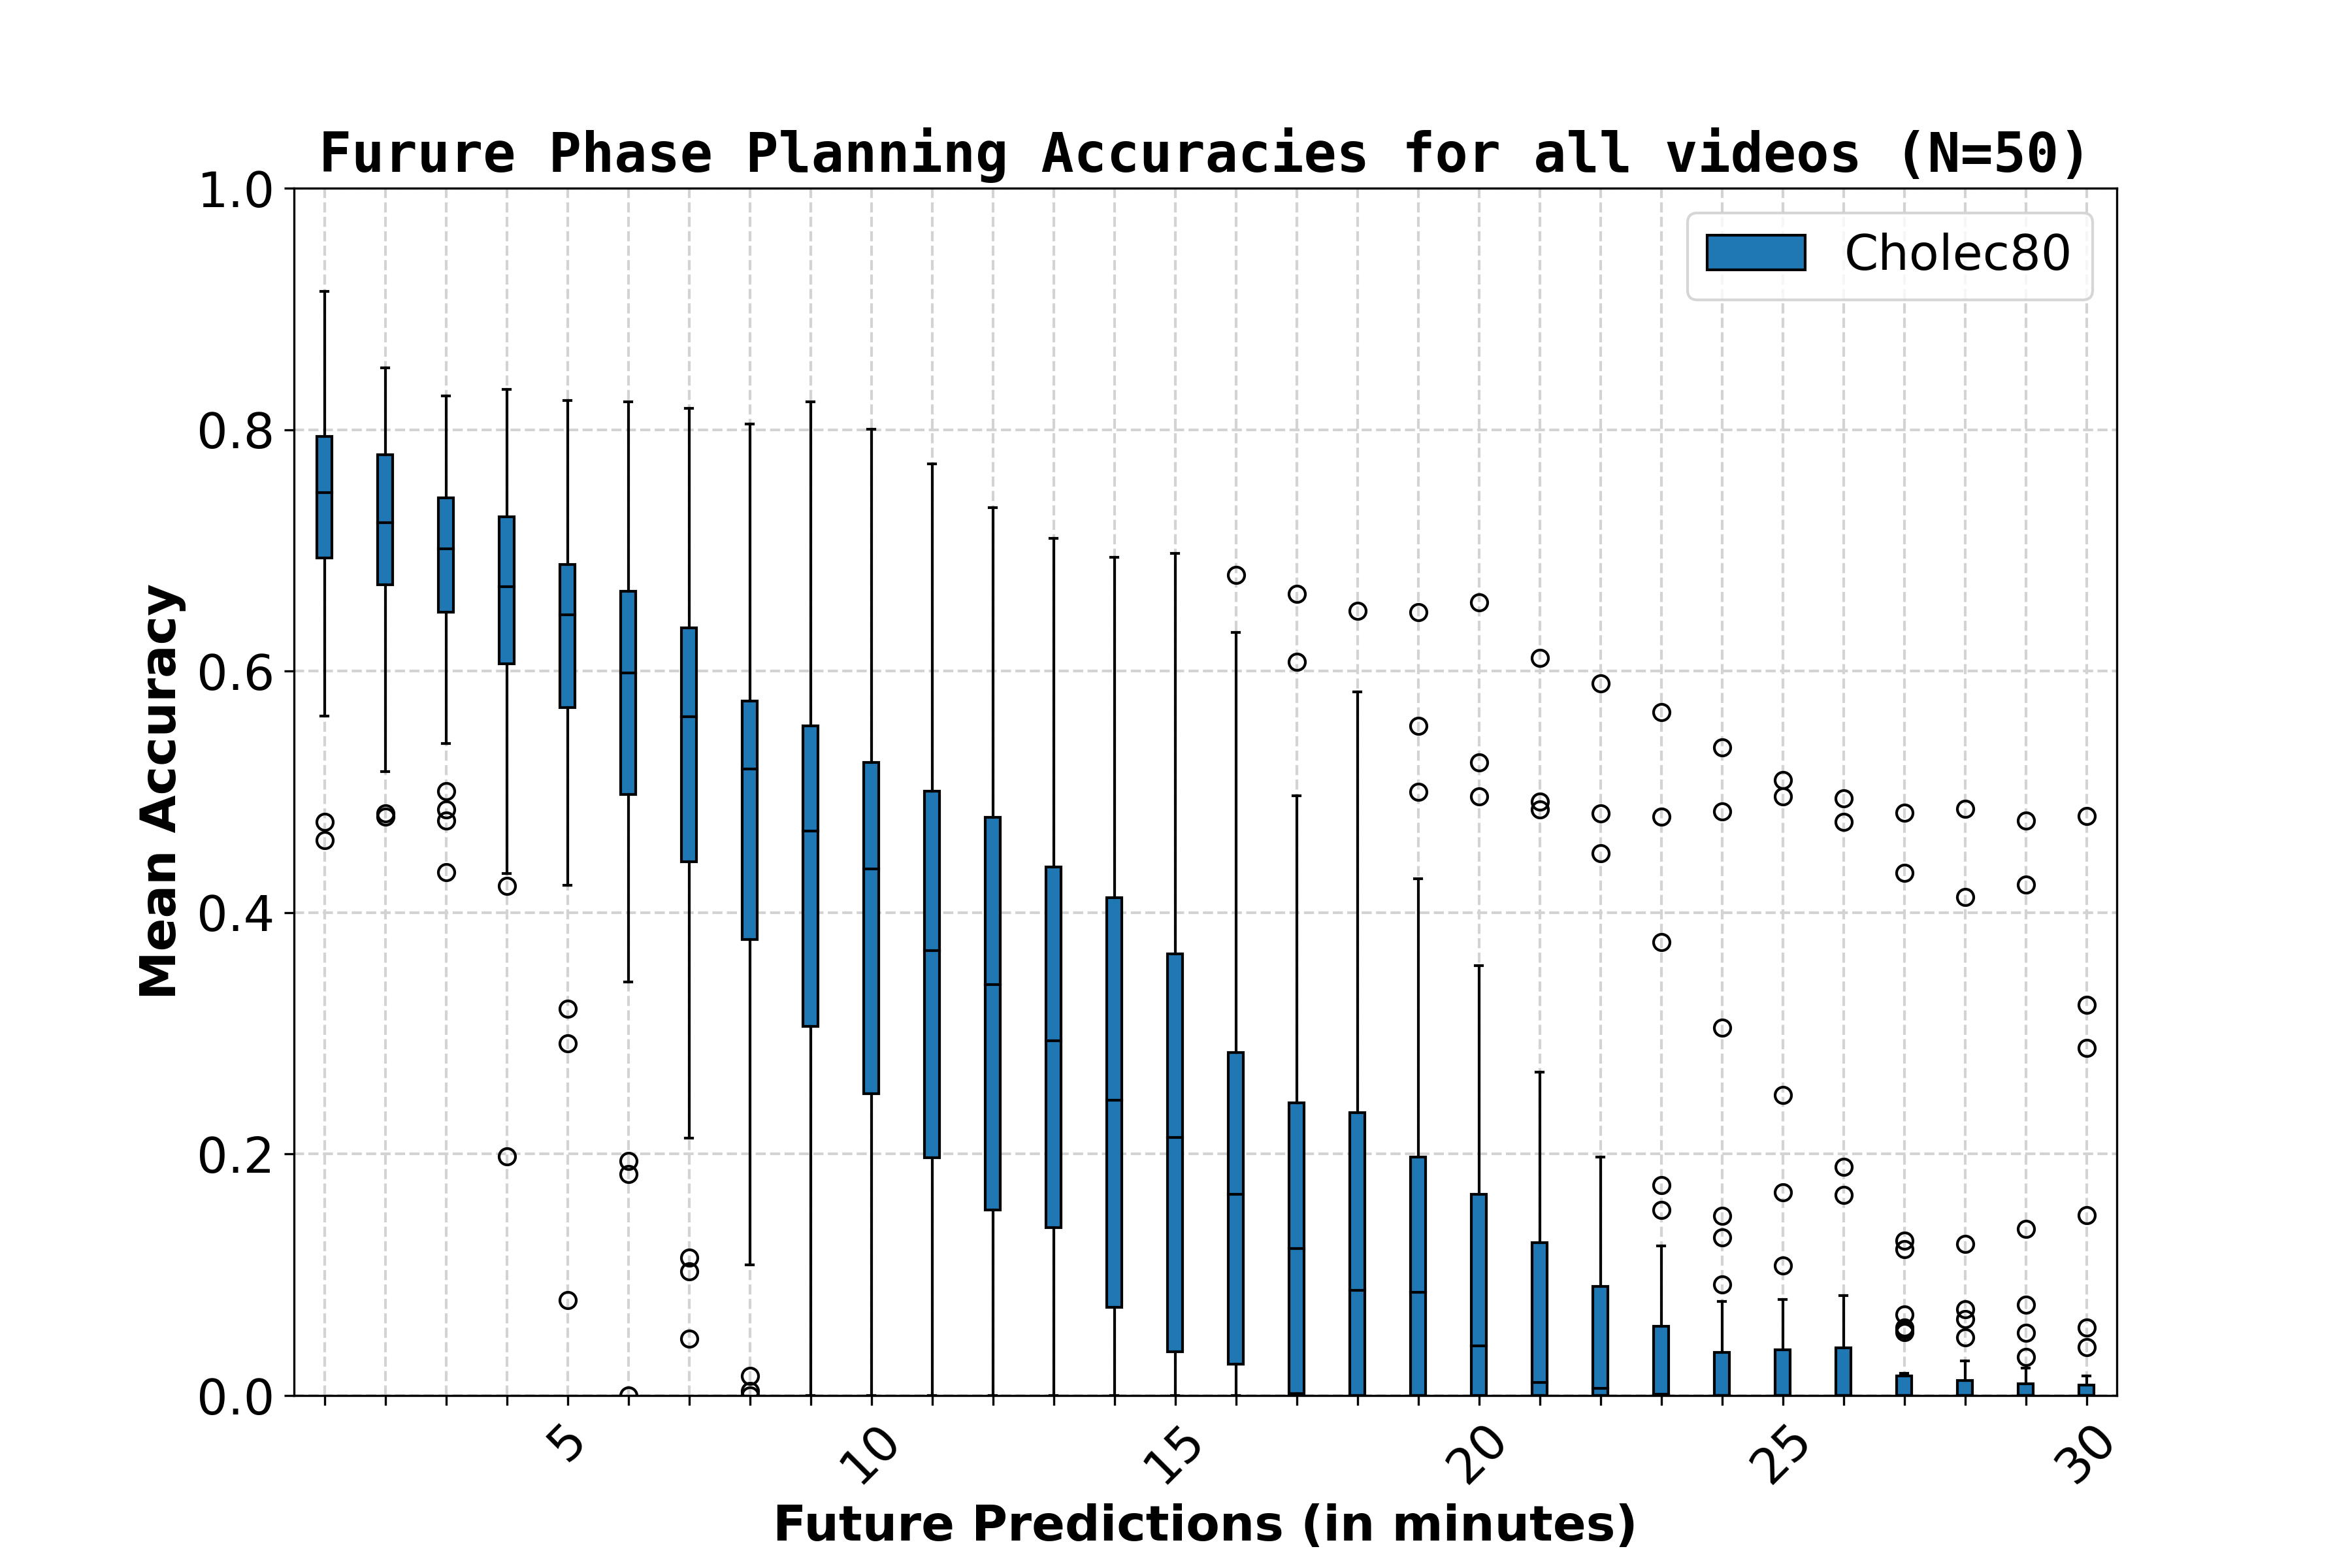 Furure Phase Planning Accuracies for all videos (N=50)
Cholec80
Mean Accuracy
1.0
0.8
0.6
0.4
0.2
0.0
5 10 15 20 25 30
Future Predictions (in minutes)